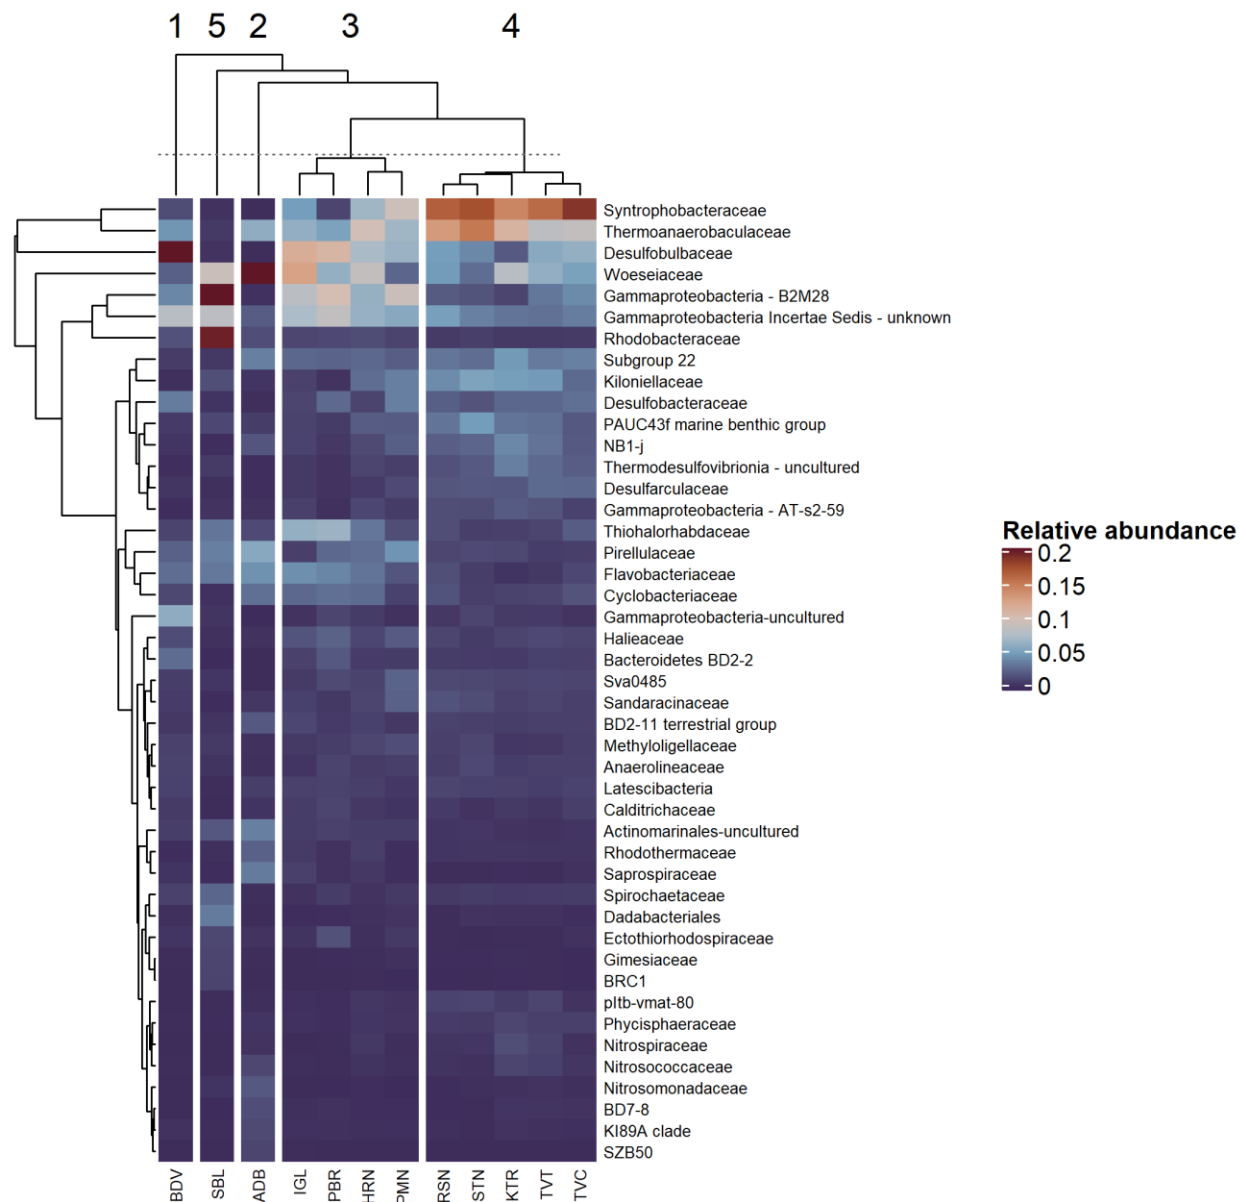 1 5 2 3 4
Syntrophobacteraceae
Thermoanaerobaculaceae
Desulfobulbaceae
Woeseiaceae
Gammaproteobacteria - B2M28
Gammaproteobacteria Incertae Sedis - unknown
Rhodobacteraceae
Subgroup 22
Kiloniellaceae
Desulfobacteraceae
PAUC43f marine benthic group
NB1-j
Thermodesulfovibrionia - uncultured
Desulfarculaceae
Gammaproteobacteria - AT-s2-59
Thiohalorhabdaceae
Pirellulaceae
Flavobacteriaceae
Cyclobacteriaceae
Gammaproteobacteria-uncultured
Halieaceae
Bacteroidetes BD2-2
Sva0485
Sandaracinaceae
BD2-11 terrestrial group
Methyloligellaceae
Anaerolineaceae
Latescibacteria
Calditrichaceae
Actinomarinales-uncultured
Rhodothermaceae
Saprospiraceae
Spirochaetaceae
Dadabacteriales
Ectothiorhodospiraceae
Gimesiaceae
BRC1
pItb-vmat-80
Phycisphaeraceae
Nitrospiraceae
Nitrosococcaceae
Nitrosomonadaceae
BD7-8
KI89A clade
SZB50
BDV SBL ADB IGL PBR HRN PMN RSN STN KTR TVT TVC
Relative abundance
0.2
0.15
0.1
0.05
0